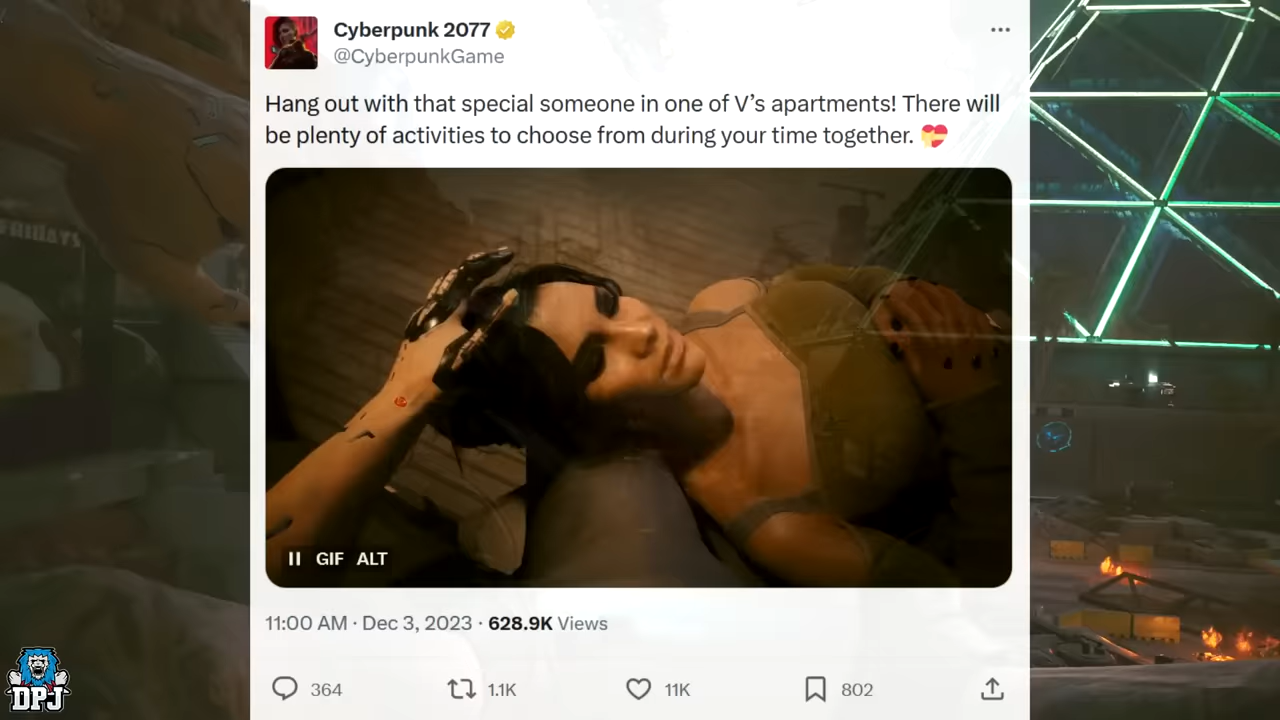 Cyberpunk 2077
@CyberpunkGame
Hang out with that special someone in one of V’s apartments! There will
be plenty of activities to choose from during your time together. 💝
GIF ALT
11:00 AM · Dec 3, 2023 · 628.9K Views
364 1.1K 11K 802
DPJ